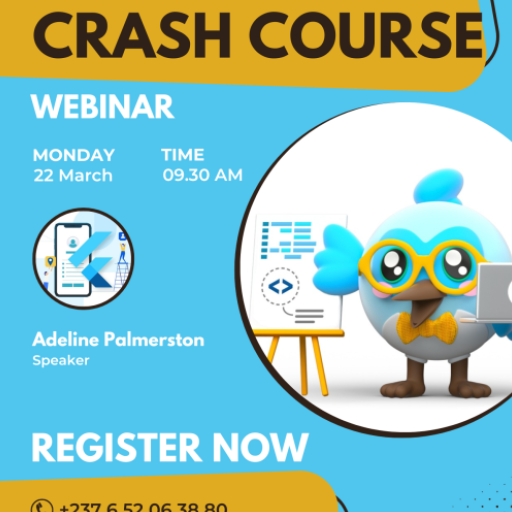 CRASH COURSE
WEBINAR
MONDAY TIME
22 March 09.30 AM
Adeline Palmerston
Speaker
REGISTER NOW
+237 6 52 06 38 80